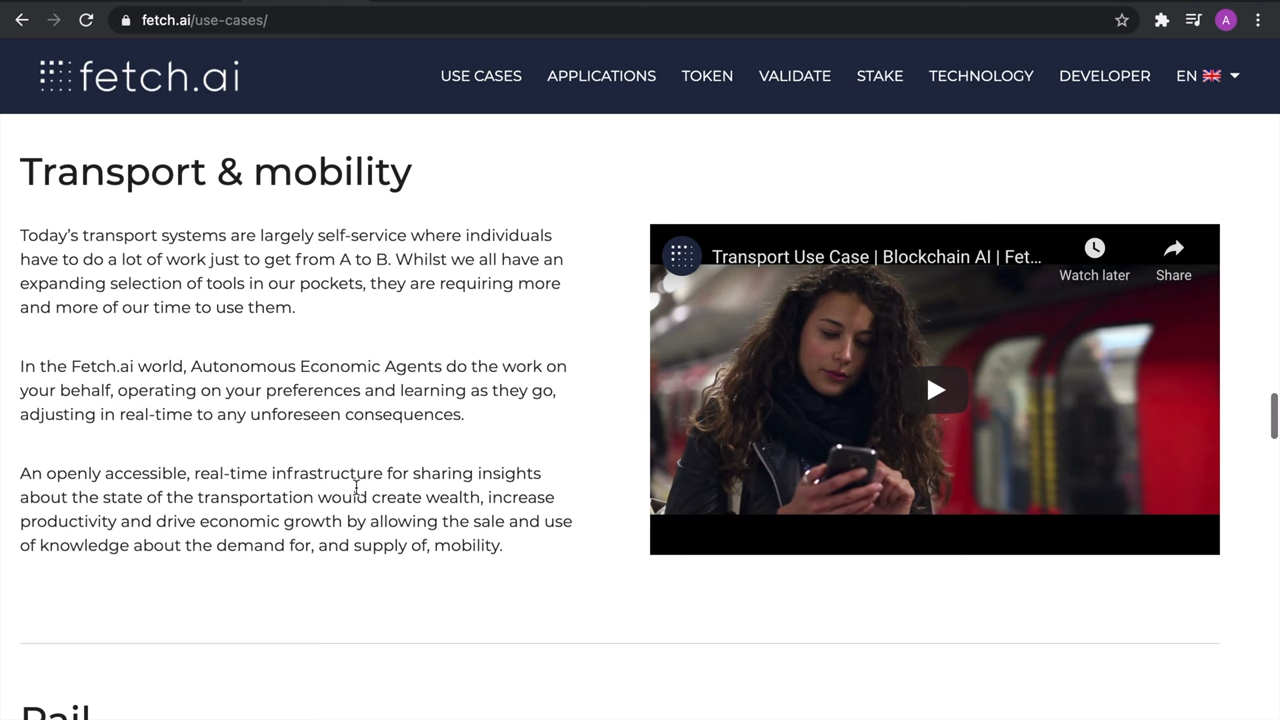 fetch.ai/use-cases/
A
fetch.ai
USE CASES APPLICATIONS TOKEN VALIDATE STAKE TECHNOLOGY DEVELOPER EN
Transport & mobility
Today's transport systems are largely self-service where individuals
have to do a lot of work just to get from A to B. Whilst we all have an
expanding selection of tools in our pockets, they are requiring more
and more of our time to use them.
In the Fetch.ai world, Autonomous Economic Agents do the work on
your behalf, operating on your preferences and learning as they go,
adjusting in real-time to any unforeseen consequences.
An openly accessible, real-time infrastructure for sharing insights
about the state of the transportation would create wealth, increase
productivity and drive economic growth by allowing the sale and use
of knowledge about the demand for, and supply of, mobility.
Transport Use Case | Blockchain AI | Fet...
Watch later
Share
Rail